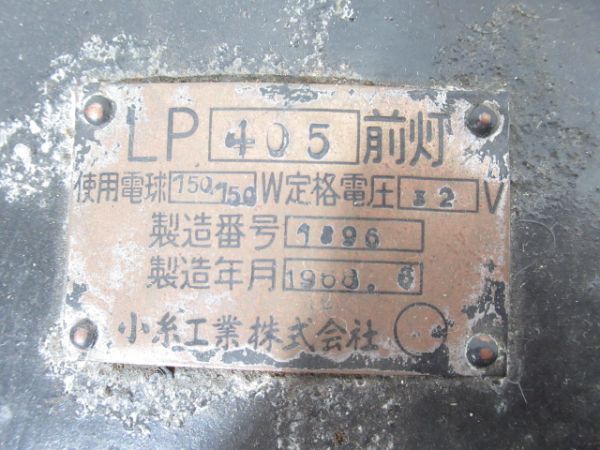 LP 405 前灯
使用電球 150,150 W 定格電圧 32 V
製造番号 1896
製造年月 1968.8
小糸工業株式会社